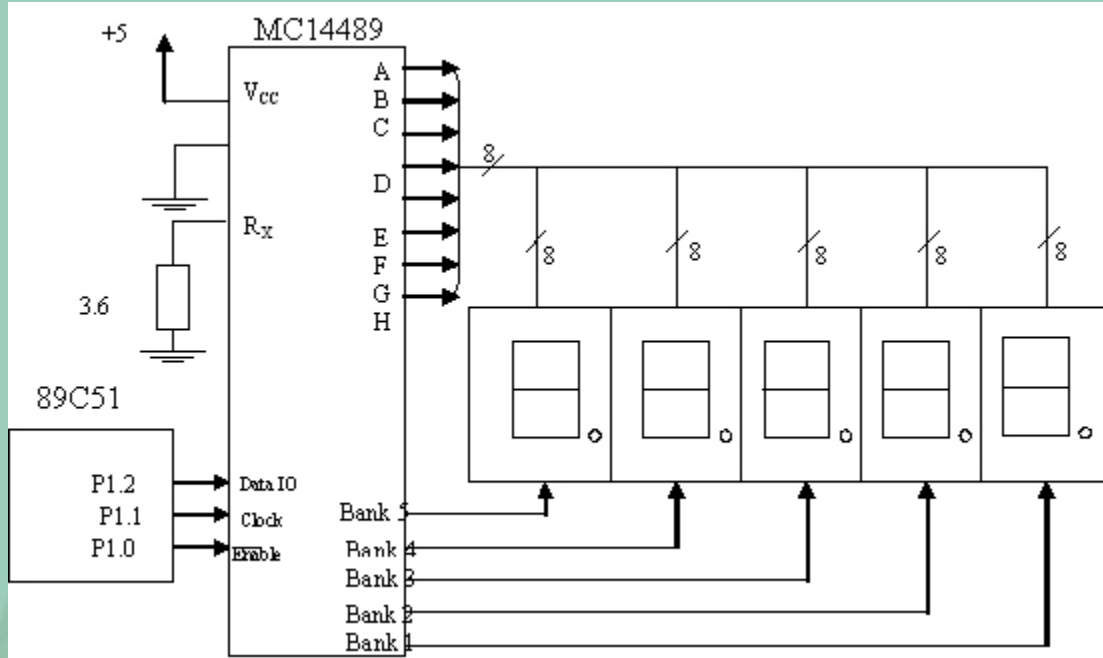 MC14489
+5
VCC
RX
3.6
A
B
C
D
E
F
G
H
8
8
8
8
8
8
89C51
P1.2
P1.1
P1.0
Data IO
Clock
Enable
Bank 5
Bank 4
Bank 3
Bank 2
Bank 1